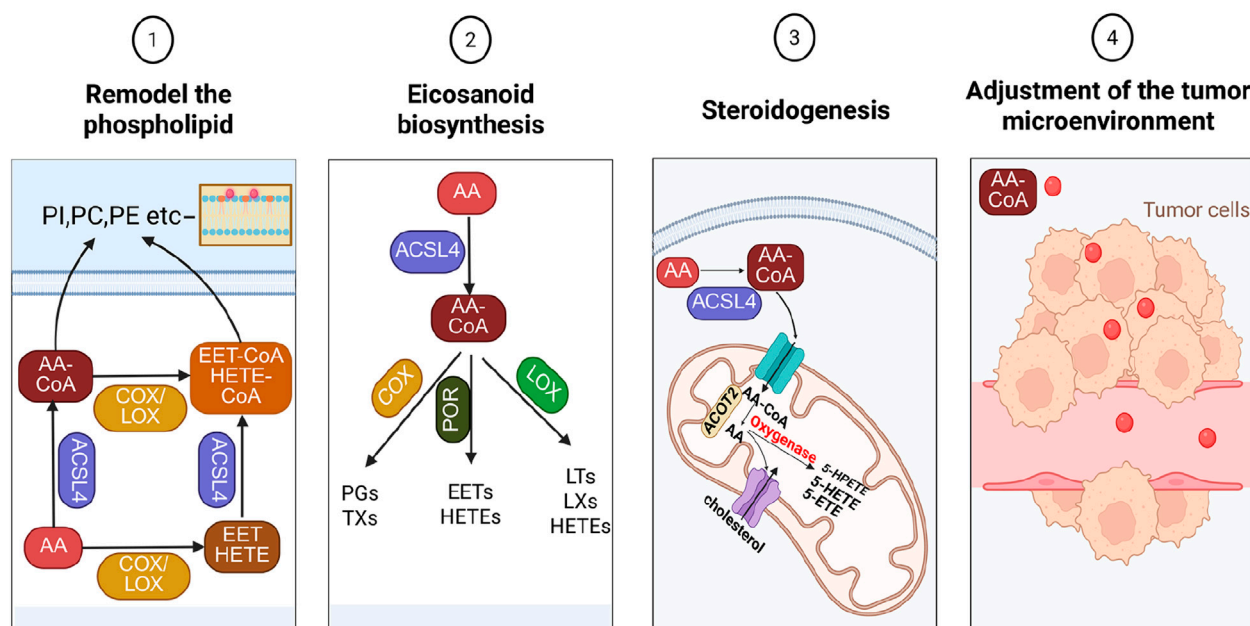 1
Remodel the
phospholipid
PI,PC,PE etc
AA-
CoA
COX/
LOX
EET-CoA
HETE-
CoA
ACSL4
ACSL4
AA
COX/
LOX
EET
HETE
2
Eicosanoid
biosynthesis
AA
ACSL4
AA-
CoA
COX
POR
LOX
PGs
TXs
EETs
HETEs
LTs
LXs
HETEs
3
Steroidogenesis
AA
AA-
CoA
ACSL4
ACOT2
AA-CoA
AA
Oxygenase
5-HPETE
5-HETE
5-ETE
cholesterol
4
Adjustment of the tumor
microenvironment
AA-
CoA
Tumor cells